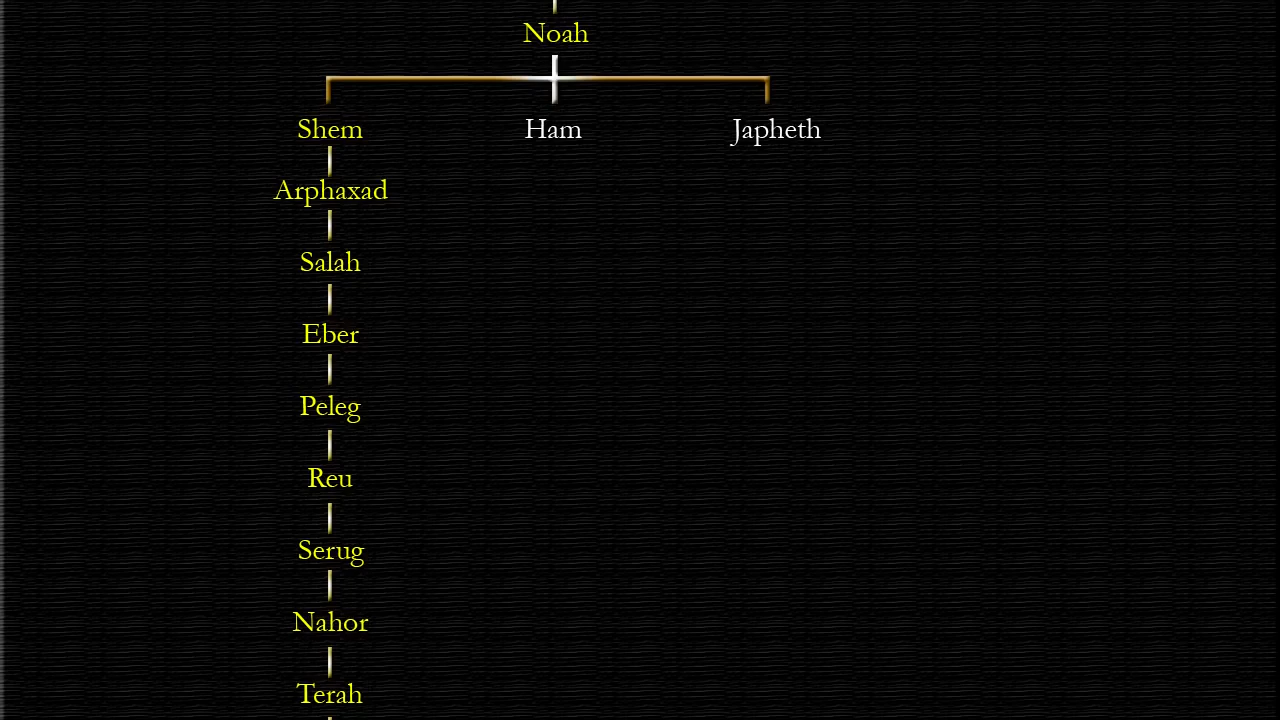 Noah
Shem Ham Japheth
Arphaxad
Salah
Eber
Peleg
Reu
Serug
Nahor
Terah